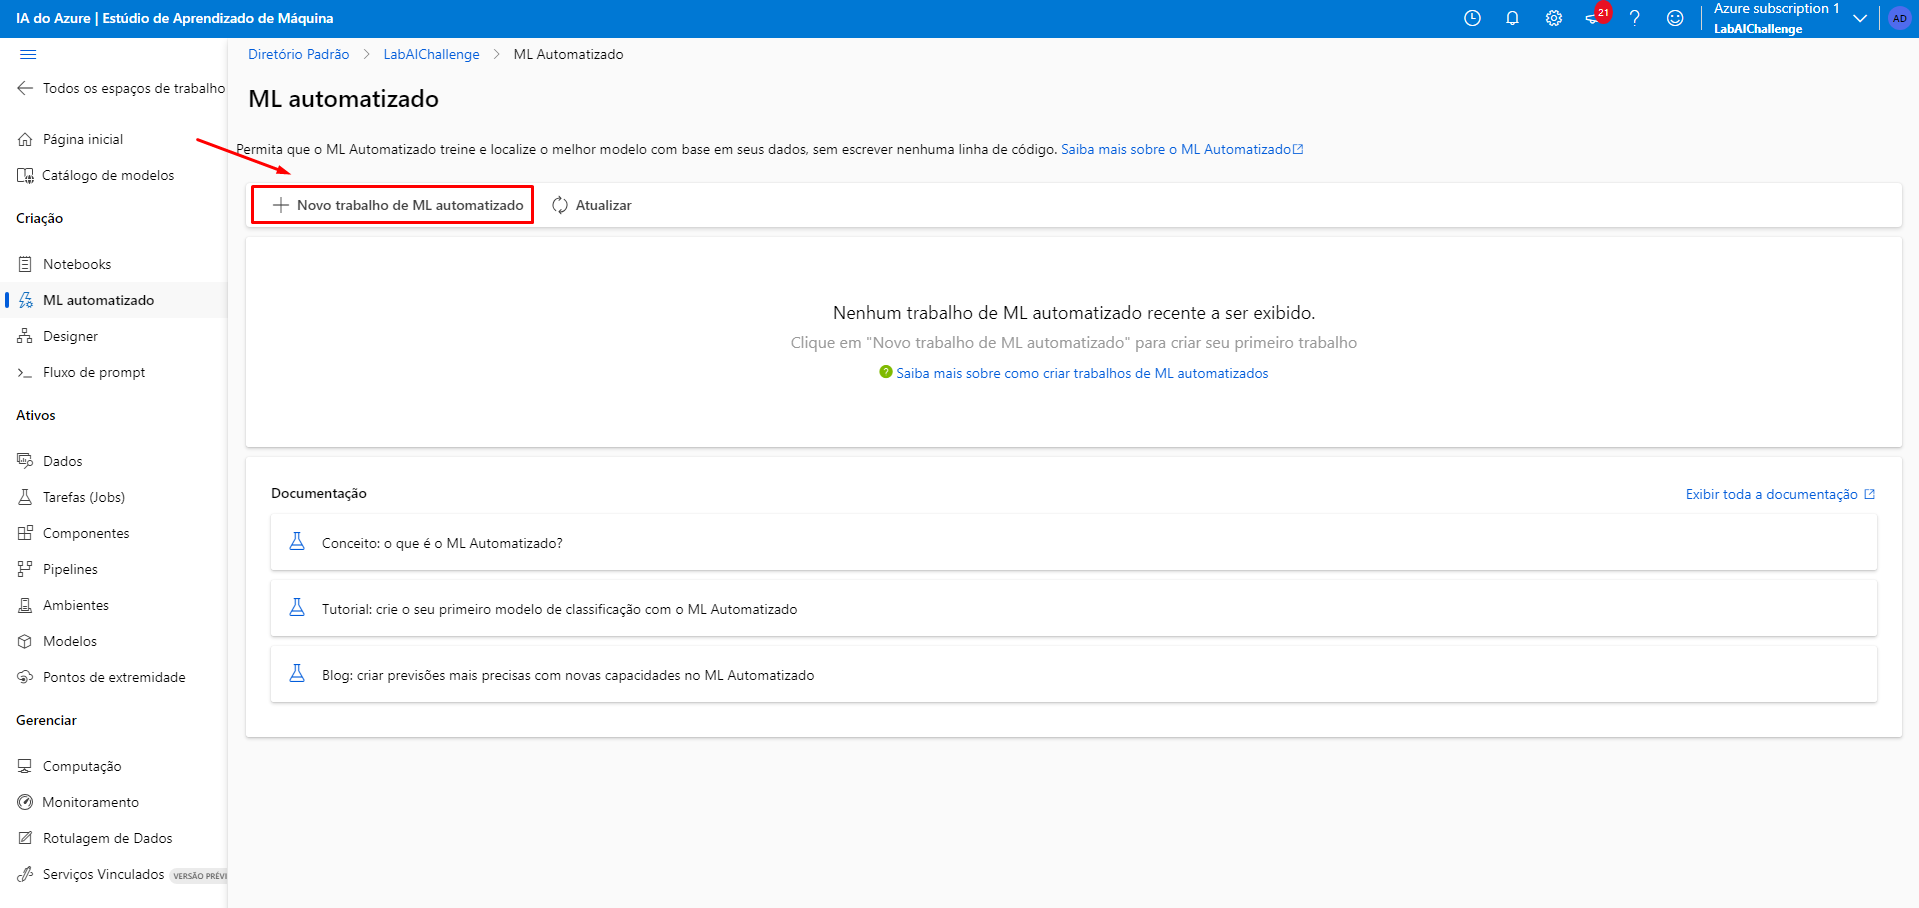 IA do Azure | Estúdio de Aprendizado de Máquina
21
Azure subscription 1
LabAIChallenge
AD
Todos os espaços de trabalho
Página inicial
Catálogo de modelos
Criação
Notebooks
ML automatizado
Designer
Fluxo de prompt
Ativos
Dados
Tarefas (Jobs)
Componentes
Pipelines
Ambientes
Modelos
Pontos de extremidade
Gerenciar
Computação
Monitoramento
Rotulagem de Dados
Serviços Vinculados VERSÃO PRÉVI
Diretório Padrão > LabAIChallenge > ML Automatizado
ML automatizado
Permita que o ML Automatizado treine e localize o melhor modelo com base em seus dados, sem escrever nenhuma linha de código. Saiba mais sobre o ML Automatizado
Novo trabalho de ML automatizado Atualizar
Nenhum trabalho de ML automatizado recente a ser exibido.
Clique em "Novo trabalho de ML automatizado" para criar seu primeiro trabalho
Saiba mais sobre como criar trabalhos de ML automatizados
Documentação
Exibir toda a documentação
Conceito: o que é o ML Automatizado?
Tutorial: crie o seu primeiro modelo de classificação com o ML Automatizado
Blog: criar previsões mais precisas com novas capacidades no ML Automatizado